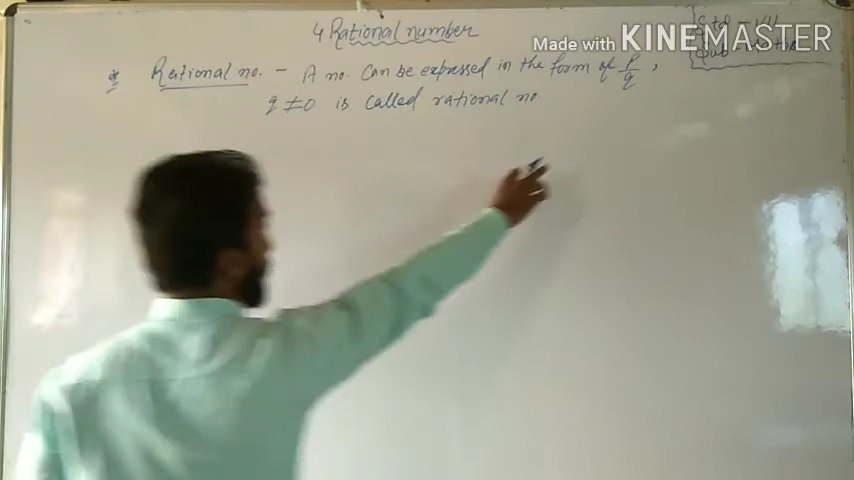 4 Rational number
Made with KINEMASTER
* Rational no. - A no. can be expressed in the form of p/q ,
q ≠ 0 is called rational no